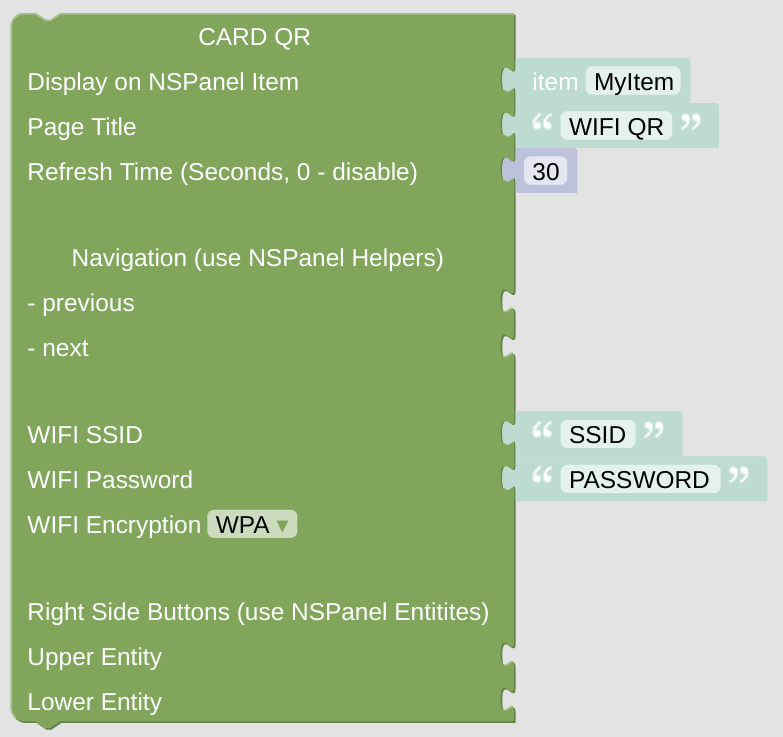 CARD QR
Display on NSPanel Item item MyItem
Page Title “ WIFI QR ”
Refresh Time (Seconds, 0 - disable) 30
Navigation (use NSPanel Helpers)
- previous
- next
WIFI SSID “ SSID ”
WIFI Password “ PASSWORD ”
WIFI Encryption WPA ▾
Right Side Buttons (use NSPanel Entitites)
Upper Entity
Lower Entity